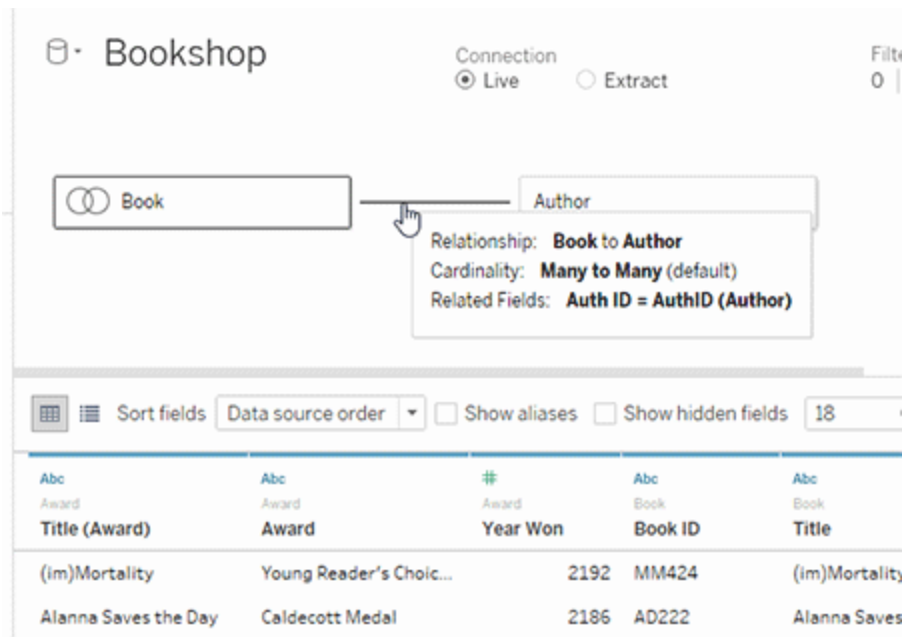 Bookshop
Connection
Live Extract
0
Book
Author
Relationship: Book to Author
Cardinality: Many to Many (default)
Related Fields: Auth ID = AuthID (Author)
Sort fields Data source order Show aliases Show hidden fields 18
Abc Abc # Abc Abc
Award Award Award Book Book
Title (Award) Award Year Won Book ID Title
(im)Mortality Young Reader's Choic... 2192 MM424 (im)Mortality
Alanna Saves the Day Caldecott Medal 2186 AD222 Alanna Saves